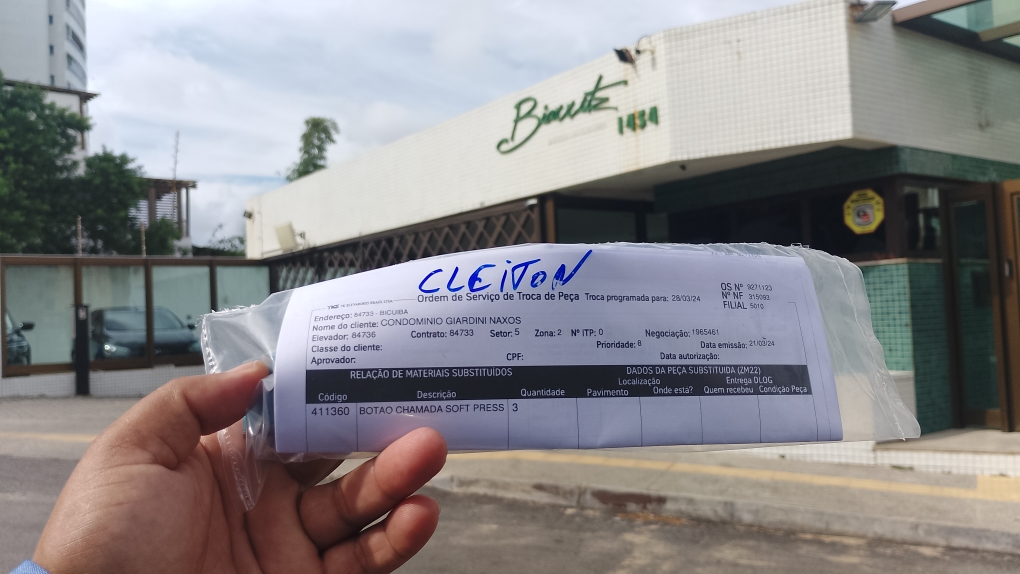 Biarritz
1434
CLEITON
TKE
Ordem de Serviço de Troca de Peça Troca programada para: 28/03/24
OS Nº 9271123
Nº NF 315093
FILIAL 5010
Endereço: 84733 - BICUIBA
Nome do cliente: CONDOMINIO GIARDINI NAXOS
Elevador: 84736 Contrato: 84733 Setor: 5 Zona: 2 Nº ITP: 0 Negociação: 1965461
Classe do cliente: Prioridade: 8 Data emissão: 21/03/24
Aprovador: CPF: Data autorização:
RELAÇÃO DE MATERIAIS SUBSTITUÍDOS DADOS DA PEÇA SUBSTITUIDA (ZM22)
Localização Entrega DLOG
Código Descrição Quantidade Pavimento Onde esta? Quem recebeu Condição Peça
411360 BOTAO CHAMADA SOFT PRESS 3